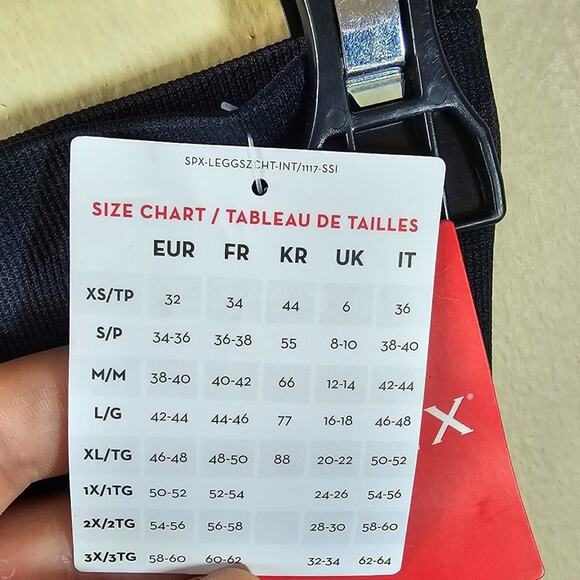 SPX-LEGGSZCHT-INT/1117-SSI
SIZE CHART / TABLEAU DE TAILLES
EUR FR KR UK IT
XS/TP 32 34 44 6 36
S/P 34-36 36-38 55 8-10 38-40
M/M 38-40 40-42 66 12-14 42-44
L/G 42-44 44-46 77 16-18 46-48
XL/TG 46-48 48-50 88 20-22 50-52
1X/1TG 50-52 52-54 24-26 54-56
2X/2TG 54-56 56-58 28-30 58-60
3X/3TG 58-60 60-62 32-34 62-64
X®